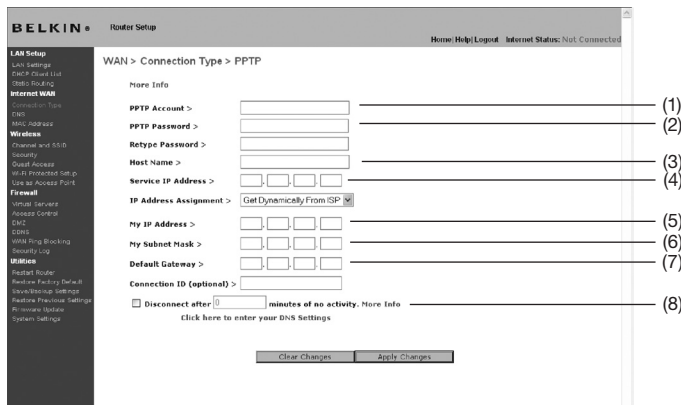 BELKIN
Router Setup
Home|Help|Logout Internet Status: Not Connected
LAN Setup
LAN Settings
DHCP Client List
Static Routing
Internet WAN
Connection Type
DNS
MAC Address
Wireless
Channel and SSID
Security
Guest Access
Wi-Fi Protected Setup
Use as Access Point
Firewall
Virtual Servers
Access Control
DMZ
DDNS
WAN Ping Blocking
Security Log
Utilities
Restart Router
Restore Factory Default
Save/Backup Settings
Restore Previous Settings
Firmware Update
System Settings
WAN > Connection Type > PPTP
More Info
PPTP Account > (1)
PPTP Password > (2)
Retype Password >
Host Name > (3)
Service IP Address > . . . (4)
IP Address Assignment > Get Dynamically From ISP
My IP Address > . . . (5)
My Subnet Mask > . . . (6)
Default Gateway > . . . (7)
Connection ID (optional) >
Disconnect after 0 minutes of no activity. More Info (8)
Click here to enter your DNS Settings
Clear Changes Apply Changes